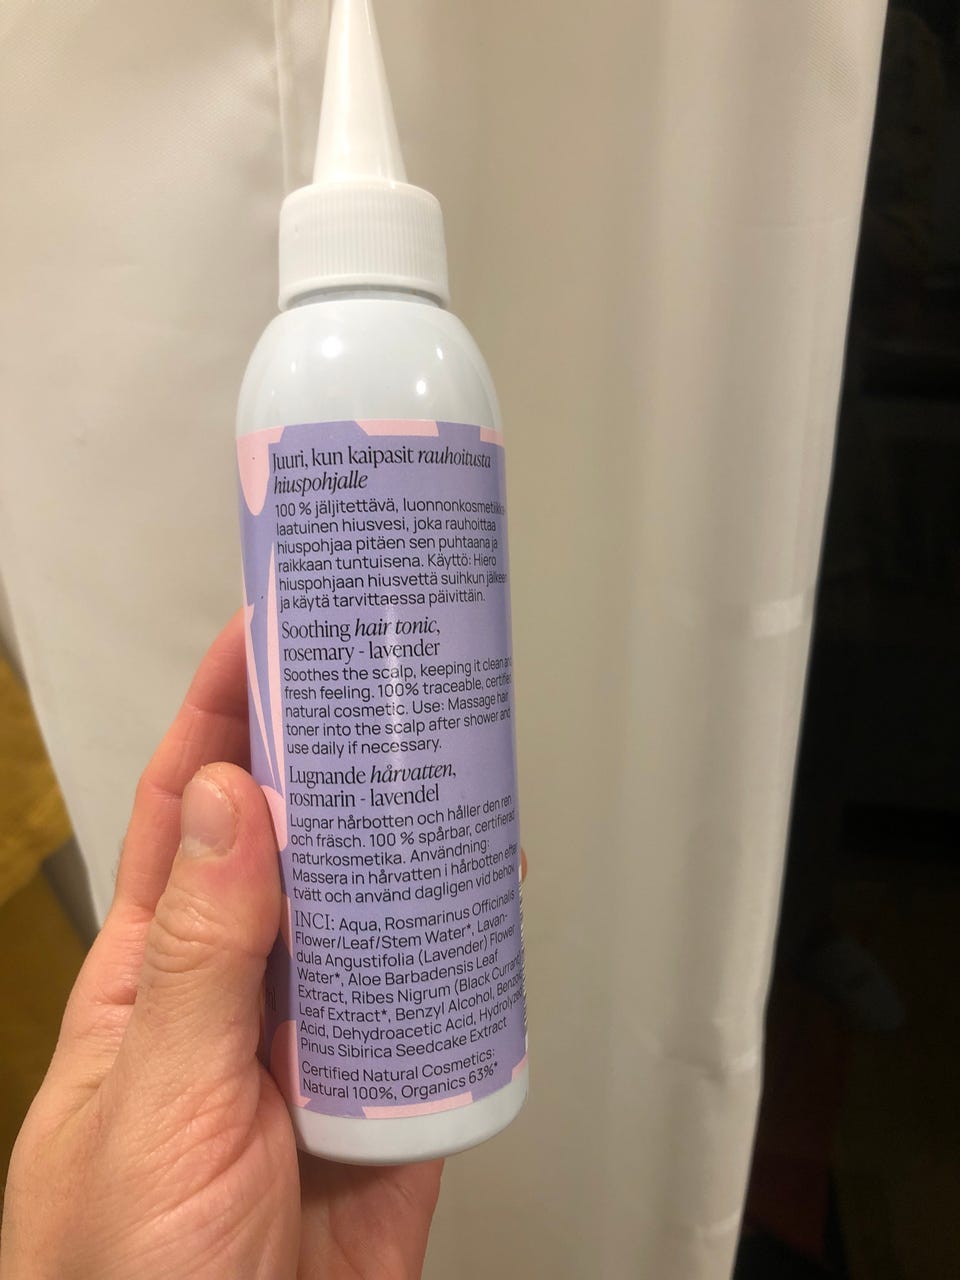 Juuri, kun kaipasit rauhoitusta
hiuspohjalle
100 % jäljitettävä, luonnonkosmetiikka-
laatuinen hiusvesi, joka rauhoittaa
hiuspohjaa pitäen sen puhtaana ja
raikkaan tuntuisena. Käyttö: Hiero
hiuspohjaan hiusvettä suihkun jälkeen
ja käytä tarvittaessa päivittäin.
Soothing hair tonic,
rosemary - lavender
Soothes the scalp, keeping it clean and
fresh feeling. 100% traceable, certified
natural cosmetic. Use: Massage hair
toner into the scalp after shower and
use daily if necessary.
Lugnande hårvatten,
rosmarin - lavendel
Lugnar hårbotten och håller den ren
och fräsch. 100 % spårbar, certifierad
naturkosmetika. Användning:
Massera in hårvatten i hårbotten efter
tvätt och använd dagligen vid behov.
INCI: Aqua, Rosmarinus Officinalis
Flower/Leaf/Stem Water*, Lavan-
dula Angustifolia (Lavender) Flower
Water*, Aloe Barbadensis Leaf
Extract, Ribes Nigrum (Black Currant)
Leaf Extract*, Benzyl Alcohol, Benzoic
Acid, Dehydroacetic Acid, Hydrolyzed
Pinus Sibirica Seedcake Extract
Certified Natural Cosmetics:
Natural 100%, Organics 63%*